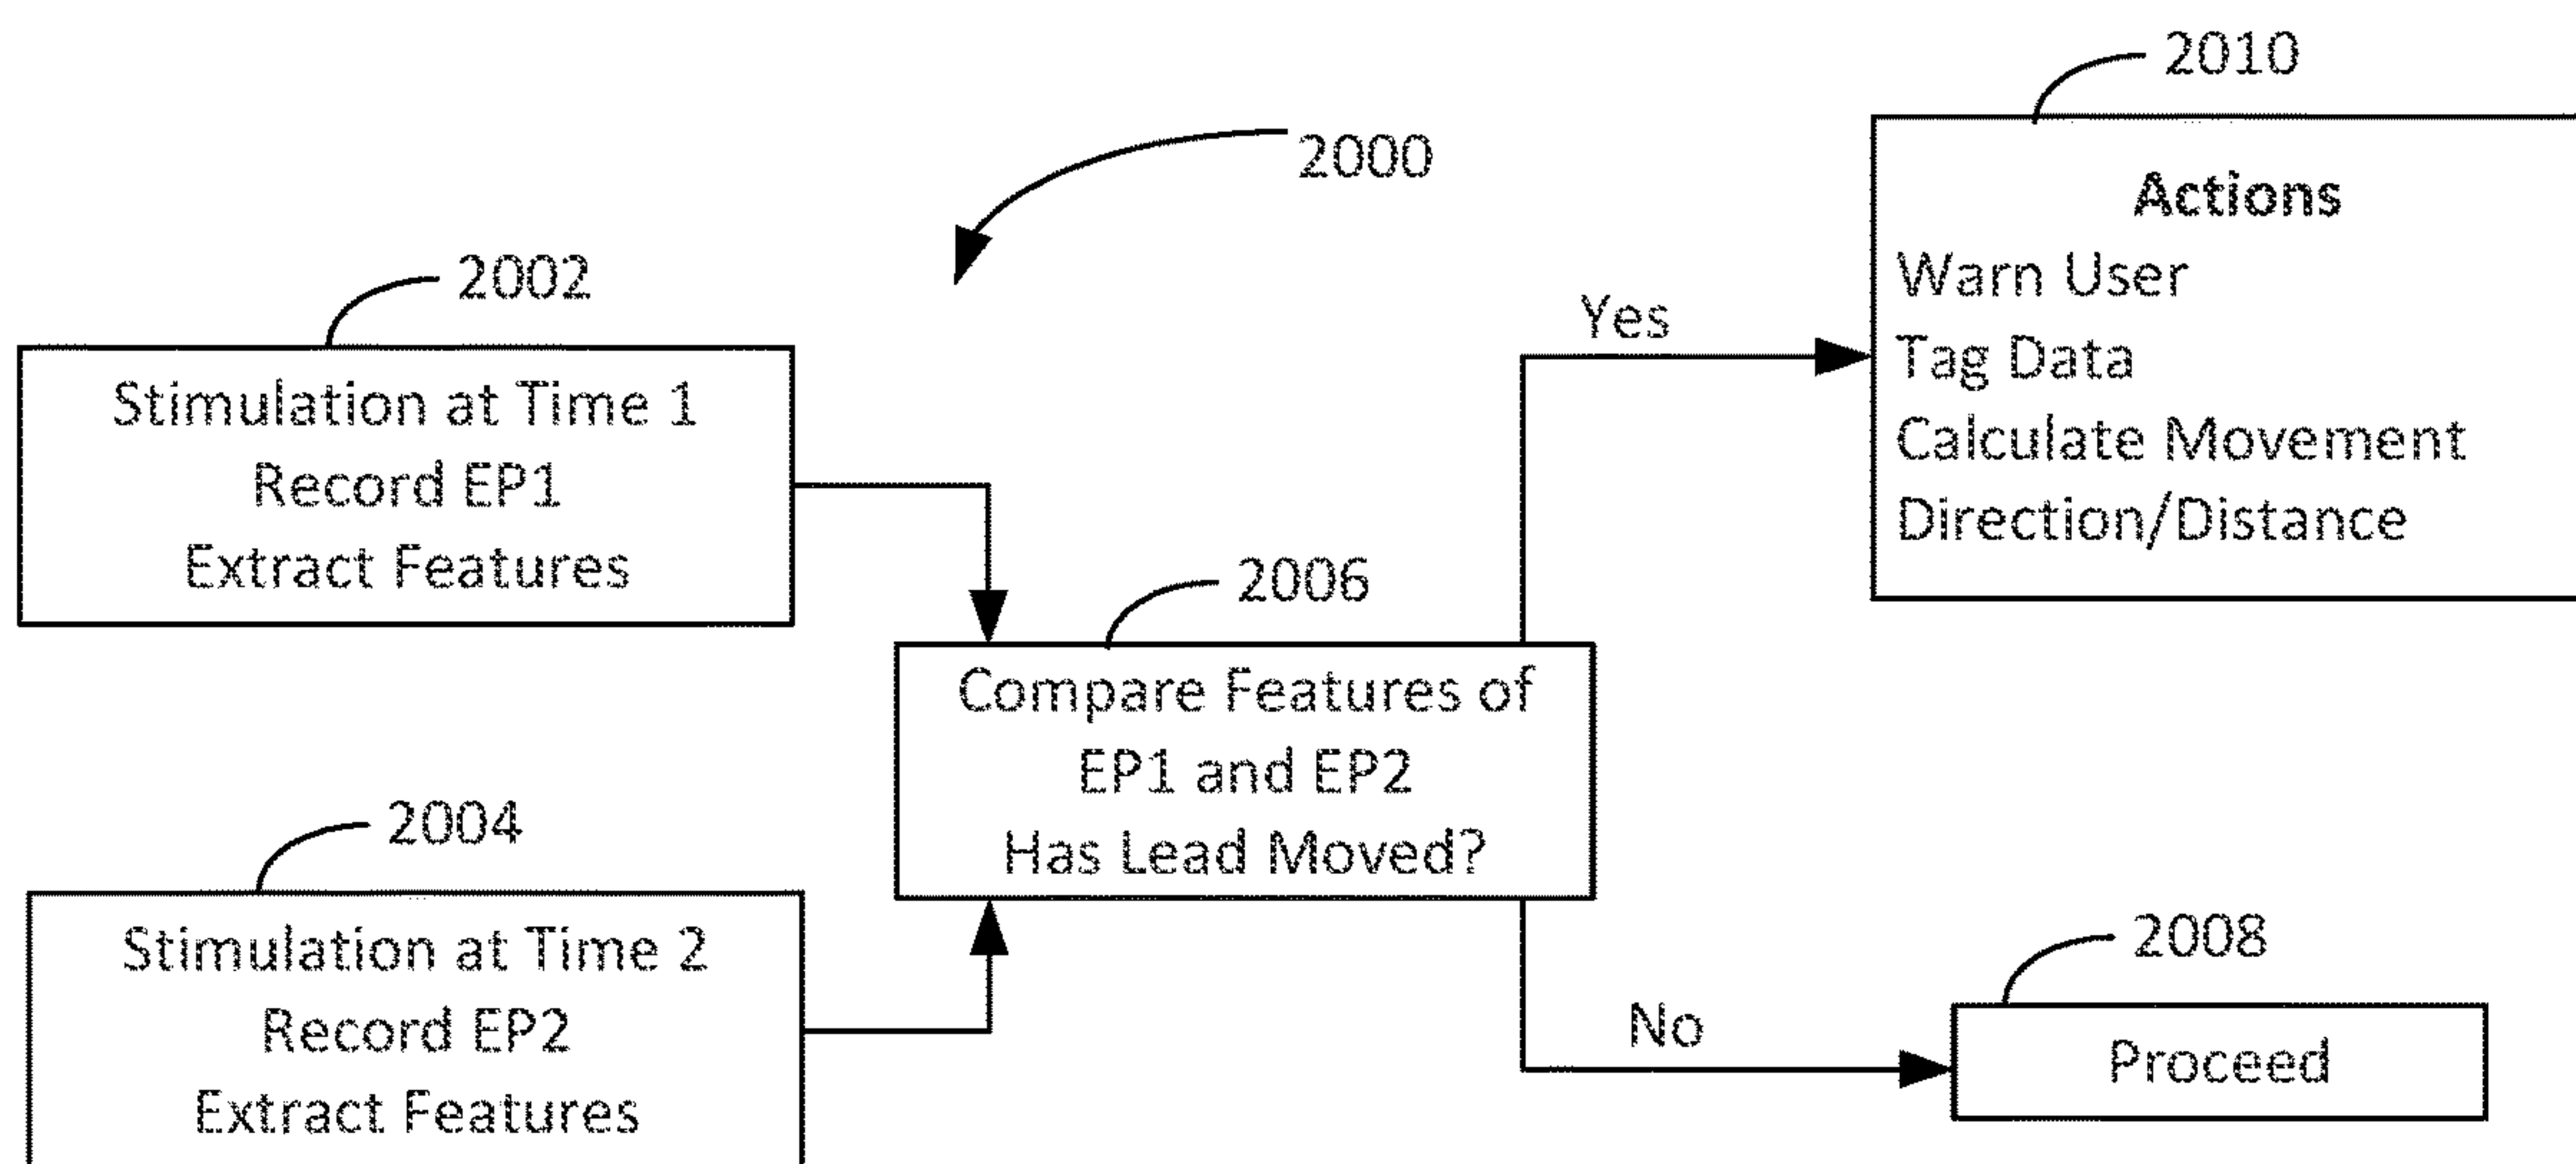 2010
2000
Actions
Warn User
Tag Data
Calculate Movement
Direction/Distance
Yes
2002
Stimulation at Time 1
Record EP1
Extract Features
2006
Compare Features of
EP1 and EP2
Has Lead Moved?
2004
Stimulation at Time 2
Record EP2
Extract Features
2008
No
Proceed